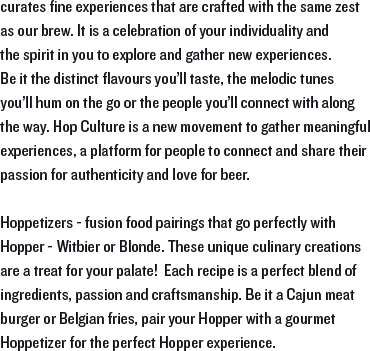 curates fine experiences that are crafted with the same zest
as our brew. It is a celebration of your individuality and
the spirit in you to explore and gather new experiences.
Be it the distinct flavours you'll taste, the melodic tunes
you'll hum on the go or the people you'll connect with along
the way. Hop Culture is a new movement to gather meaningful
experiences, a platform for people to connect and share their
passion for authenticity and love for beer.

Hoppetizers - fusion food pairings that go perfectly with
Hopper - Witbier or Blonde. These unique culinary creations
are a treat for your palate!  Each recipe is a perfect blend of
ingredients, passion and craftsmanship. Be it a Cajun meat
burger or Belgian fries, pair your Hopper with a gourmet
Hoppetizer for the perfect Hopper experience.